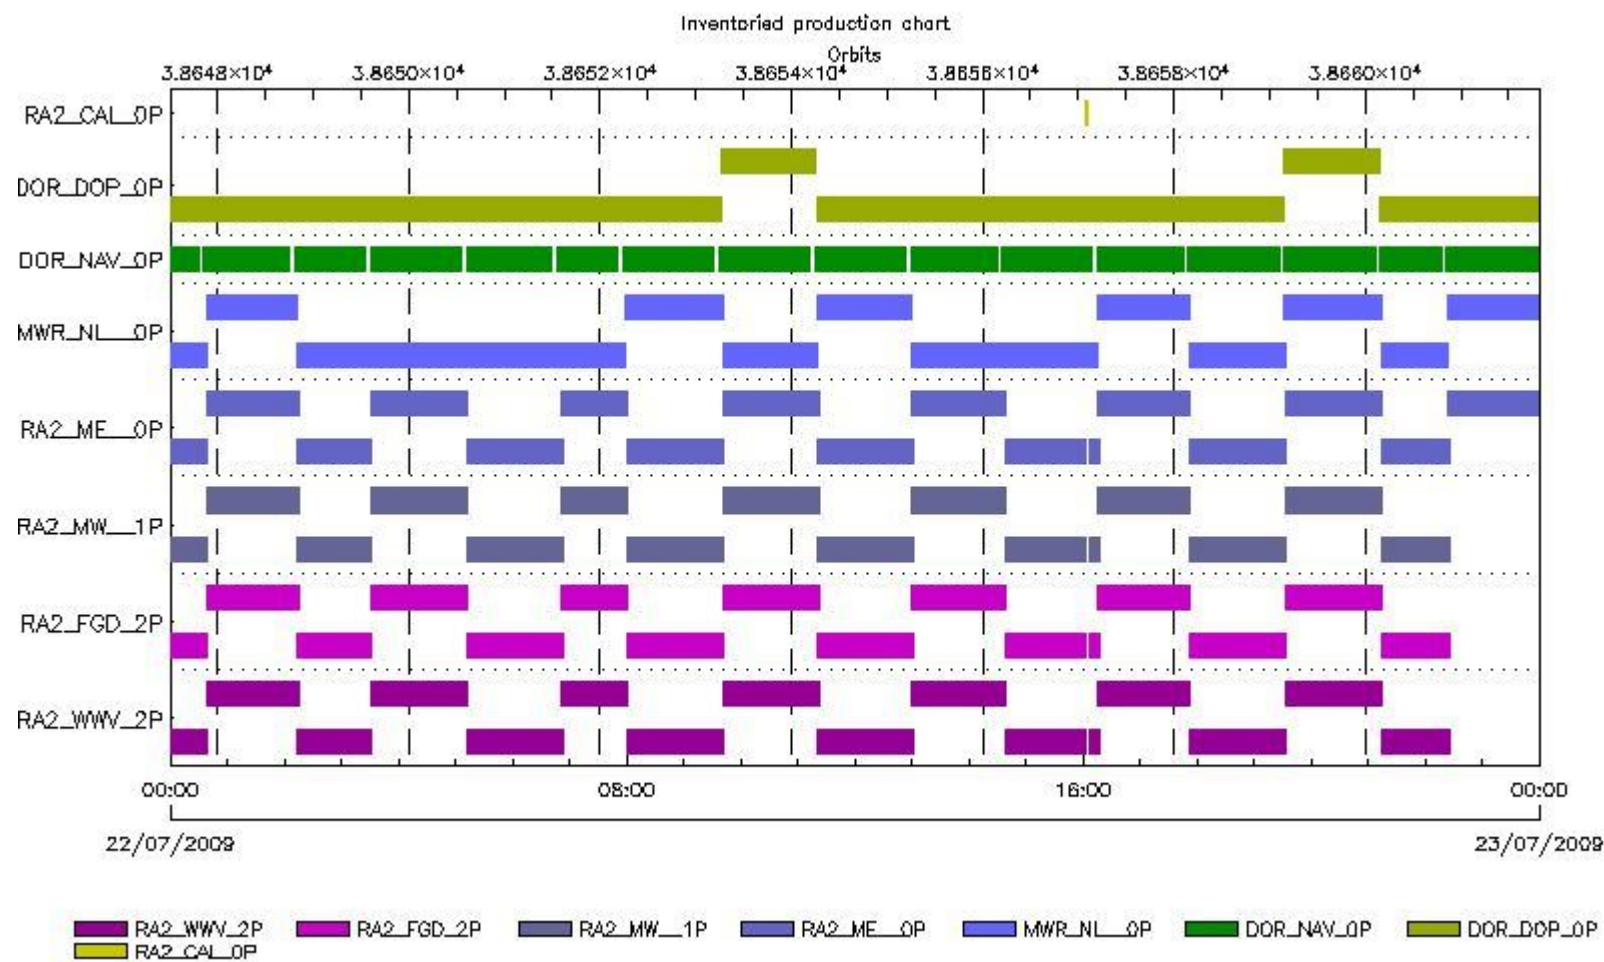 Inventoried production chart
Orbits
3.8648×10⁴ 3.8650×10⁴ 3.8652×10⁴ 3.8654×10⁴ 3.8656×10⁴ 3.8658×10⁴ 3.8660×10⁴
RA2_CAL_0P
DOR_DOP_0P
DOR_NAV_0P
MWR_NL__0P
RA2_ME__0P
RA2_MW__1P
RA2_FGD_2P
RA2_WWV_2P
00:00 08:00 16:00 00:00
22/07/2009 23/07/2009
RA2_WWV_2P RA2_FGD_2P RA2_MW__1P RA2_ME__0P MWR_NL__0P DOR_NAV_0P DOR_DOP_0P
RA2_CAL_0P